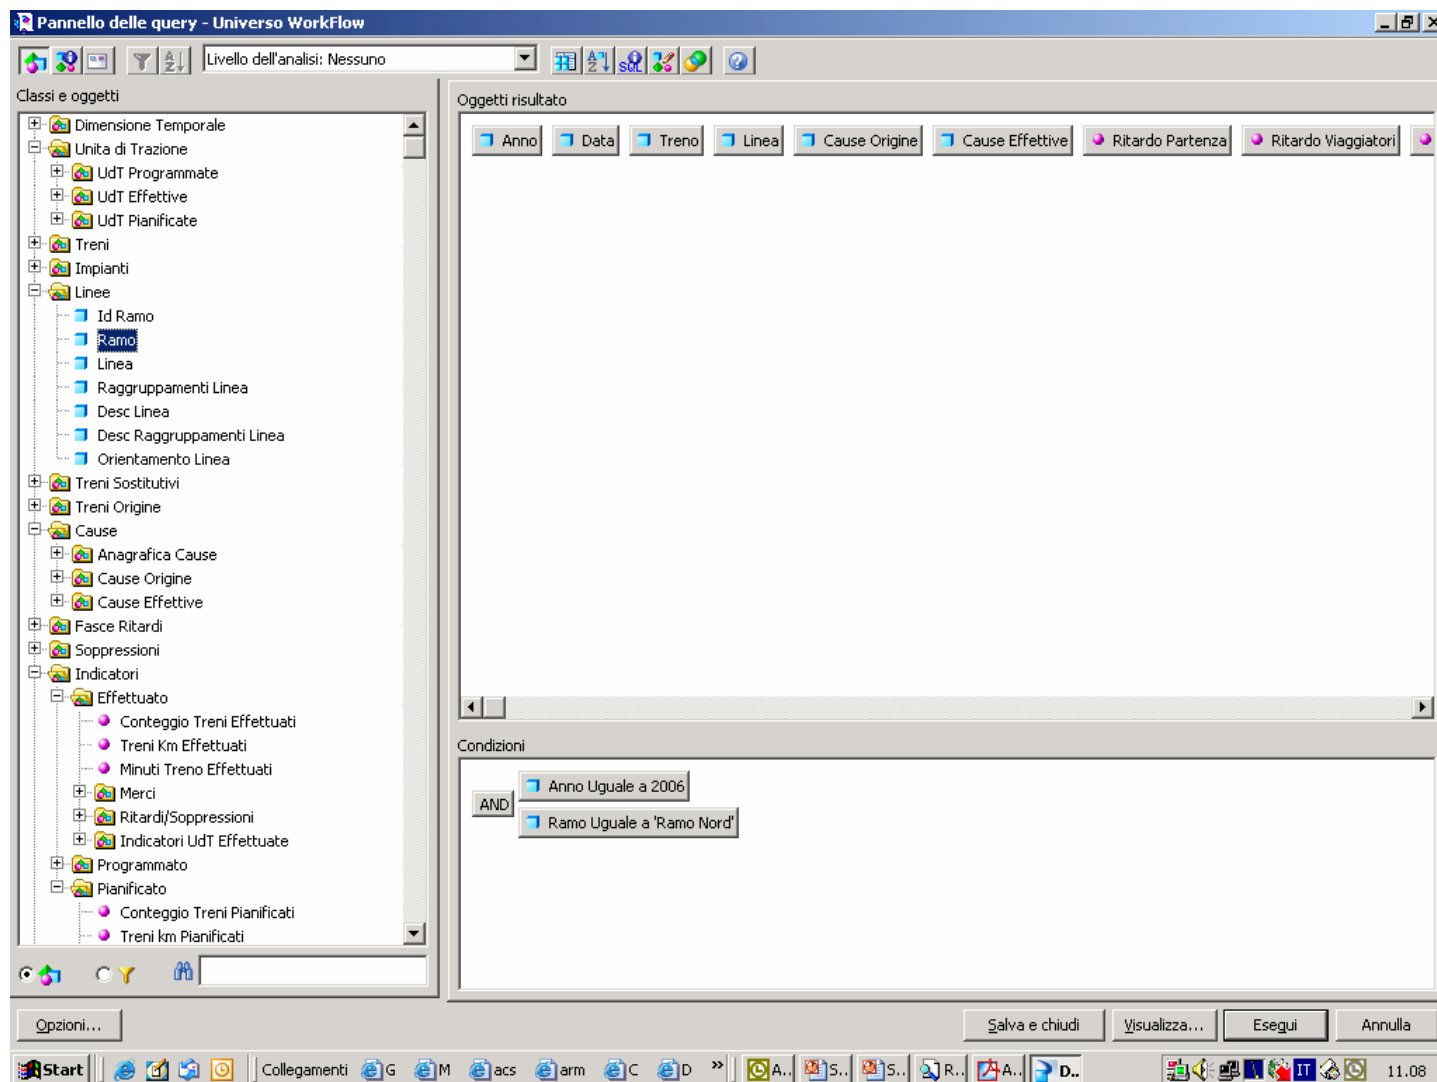 Pannello delle query - Universo WorkFlow
Livello dell'analisi: Nessuno
SQL
Classi e oggetti
Dimensione Temporale
Unita di Trazione
UdT Programmate
UdT Effettive
UdT Pianificate
Treni
Impianti
Linee
Id Ramo
Ramo
Linea
Raggruppamenti Linea
Desc Linea
Desc Raggruppamenti Linea
Orientamento Linea
Treni Sostitutivi
Treni Origine
Cause
Anagrafica Cause
Cause Origine
Cause Effettive
Fasce Ritardi
Soppressioni
Indicatori
Effettuato
Conteggio Treni Effettuati
Treni Km Effettuati
Minuti Treno Effettuati
Merci
Ritardi/Soppressioni
Indicatori UdT Effettuate
Programmato
Pianificato
Conteggio Treni Pianificati
Treni km Pianificati
Oggetti risultato
Anno Data Treno Linea Cause Origine Cause Effettive Ritardo Partenza Ritardo Viaggiatori
Condizioni
AND
Anno Uguale a 2006
Ramo Uguale a 'Ramo Nord'
Opzioni... Salva e chiudi Visualizza... Esegui Annulla
Start Collegamenti G M acs arm C D » A.. S.. S.. R.. A.. D.. IT 11.08